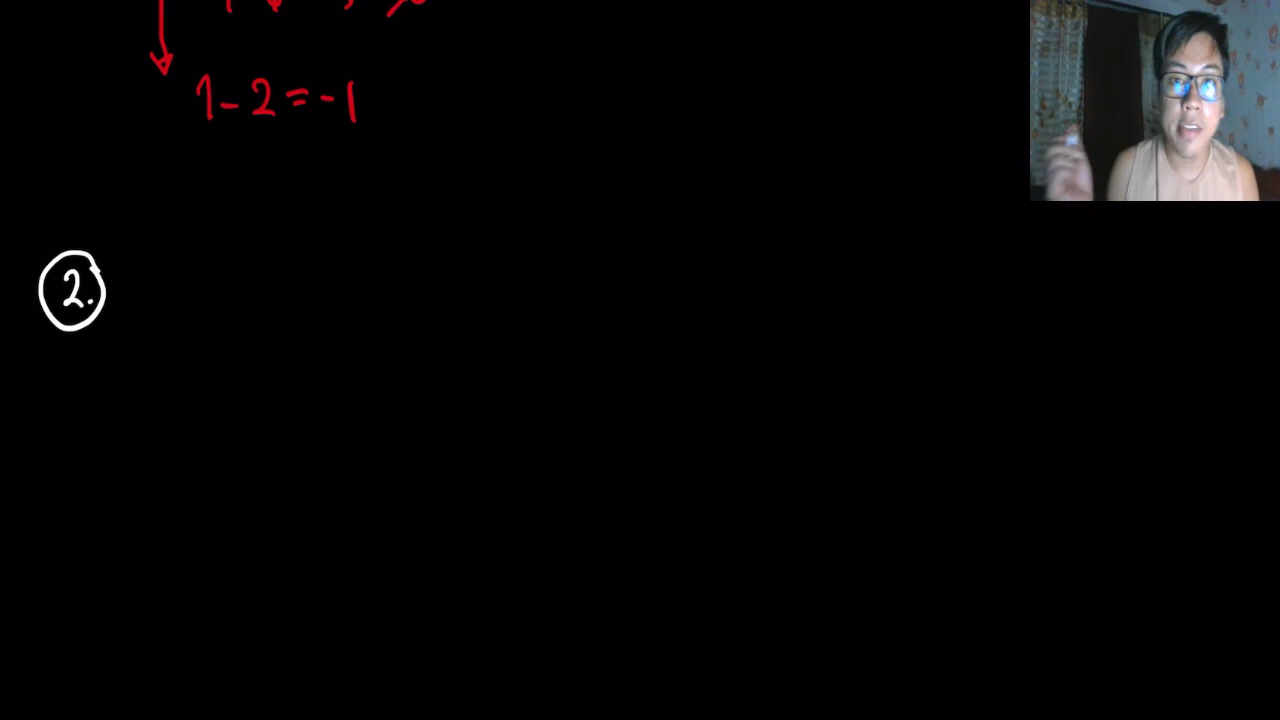 1 - 2 = -1
2.